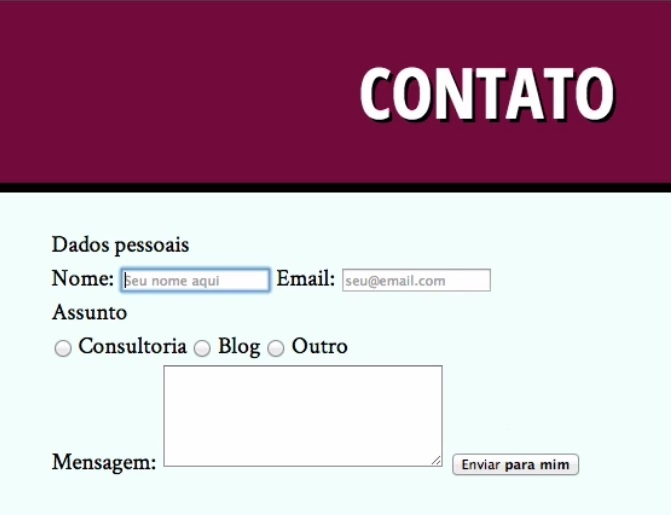 CONTATO
Dados pessoais
Nome: Seu nome aqui Email: seu@email.com
Assunto
Consultoria Blog Outro
Mensagem: Enviar para mim